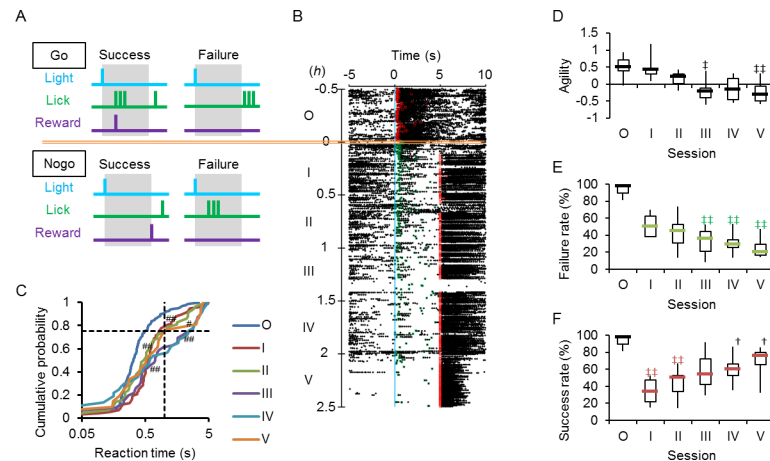 A
Go
Success
Failure
Light
Lick
Reward
Nogo
Success
Failure
Light
Lick
Reward
B
Time (s)
(h)
-5
0
5
10
-0.5
O
0
I
0.5
II
1
III
1.5
IV
2
V
2.5
C
Cumulative probability
1
0.8
0.6
0.4
0.2
0
0.05
0.5
5
Reaction time (s)
##
#
##
##
##
O
I
II
III
IV
V
D
Agility
1.5
1
0.5
0
-0.5
-1
‡
‡‡
O I II III IV V
Session
E
Failure rate (%)
100
80
60
40
20
0
‡‡ ‡‡ ‡‡
O I II III IV V
Session
F
Success rate (%)
100
80
60
40
20
0
‡‡ ‡‡ † †
O I II III IV V
Session